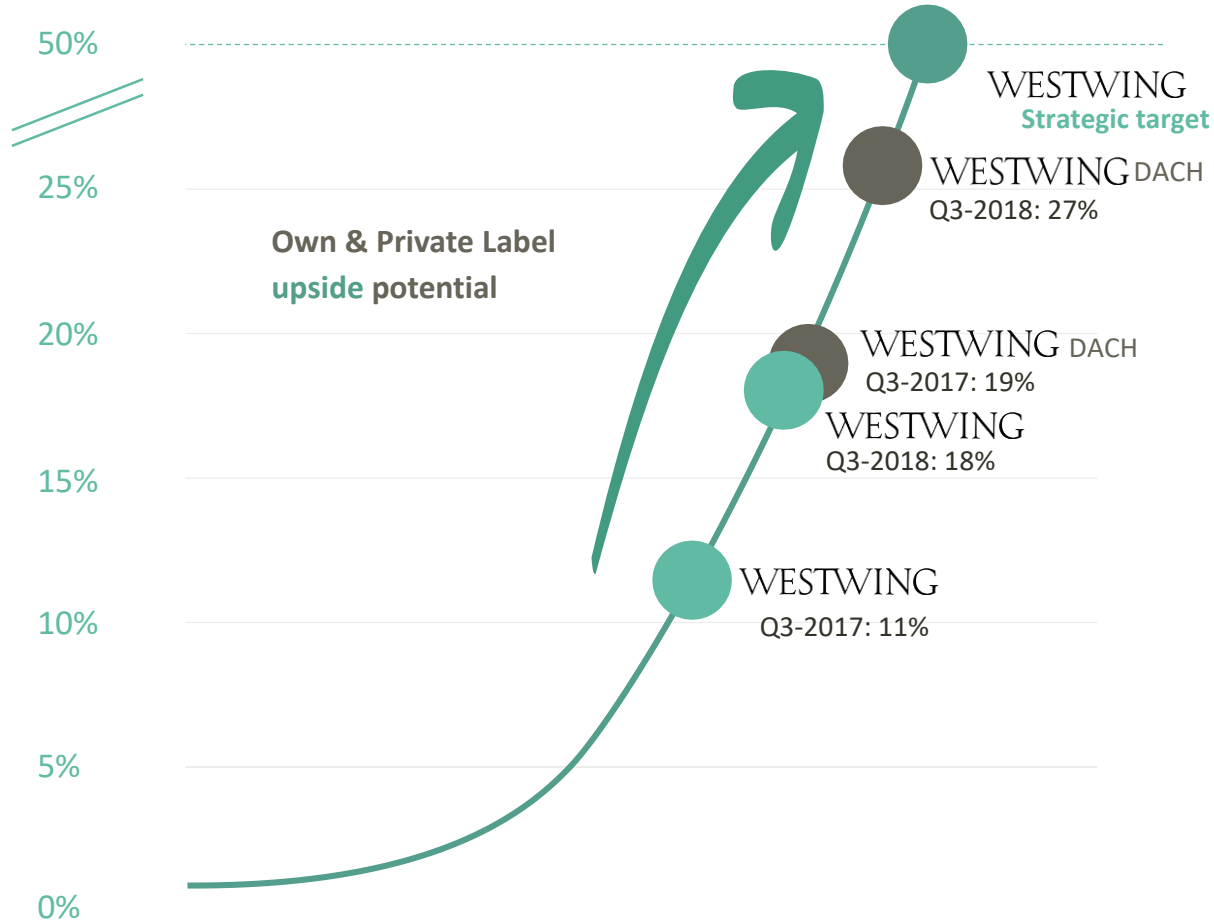 50%
WESTWING
Strategic target
WESTWING DACH
25%
Q3-2018: 27%
Own & Private Label
upside potential
20%
WESTWING DACH
Q3-2017: 19%
WESTWING
Q3-2018: 18%
15%
WESTWING
10%
Q3-2017: 11%
5%
0%